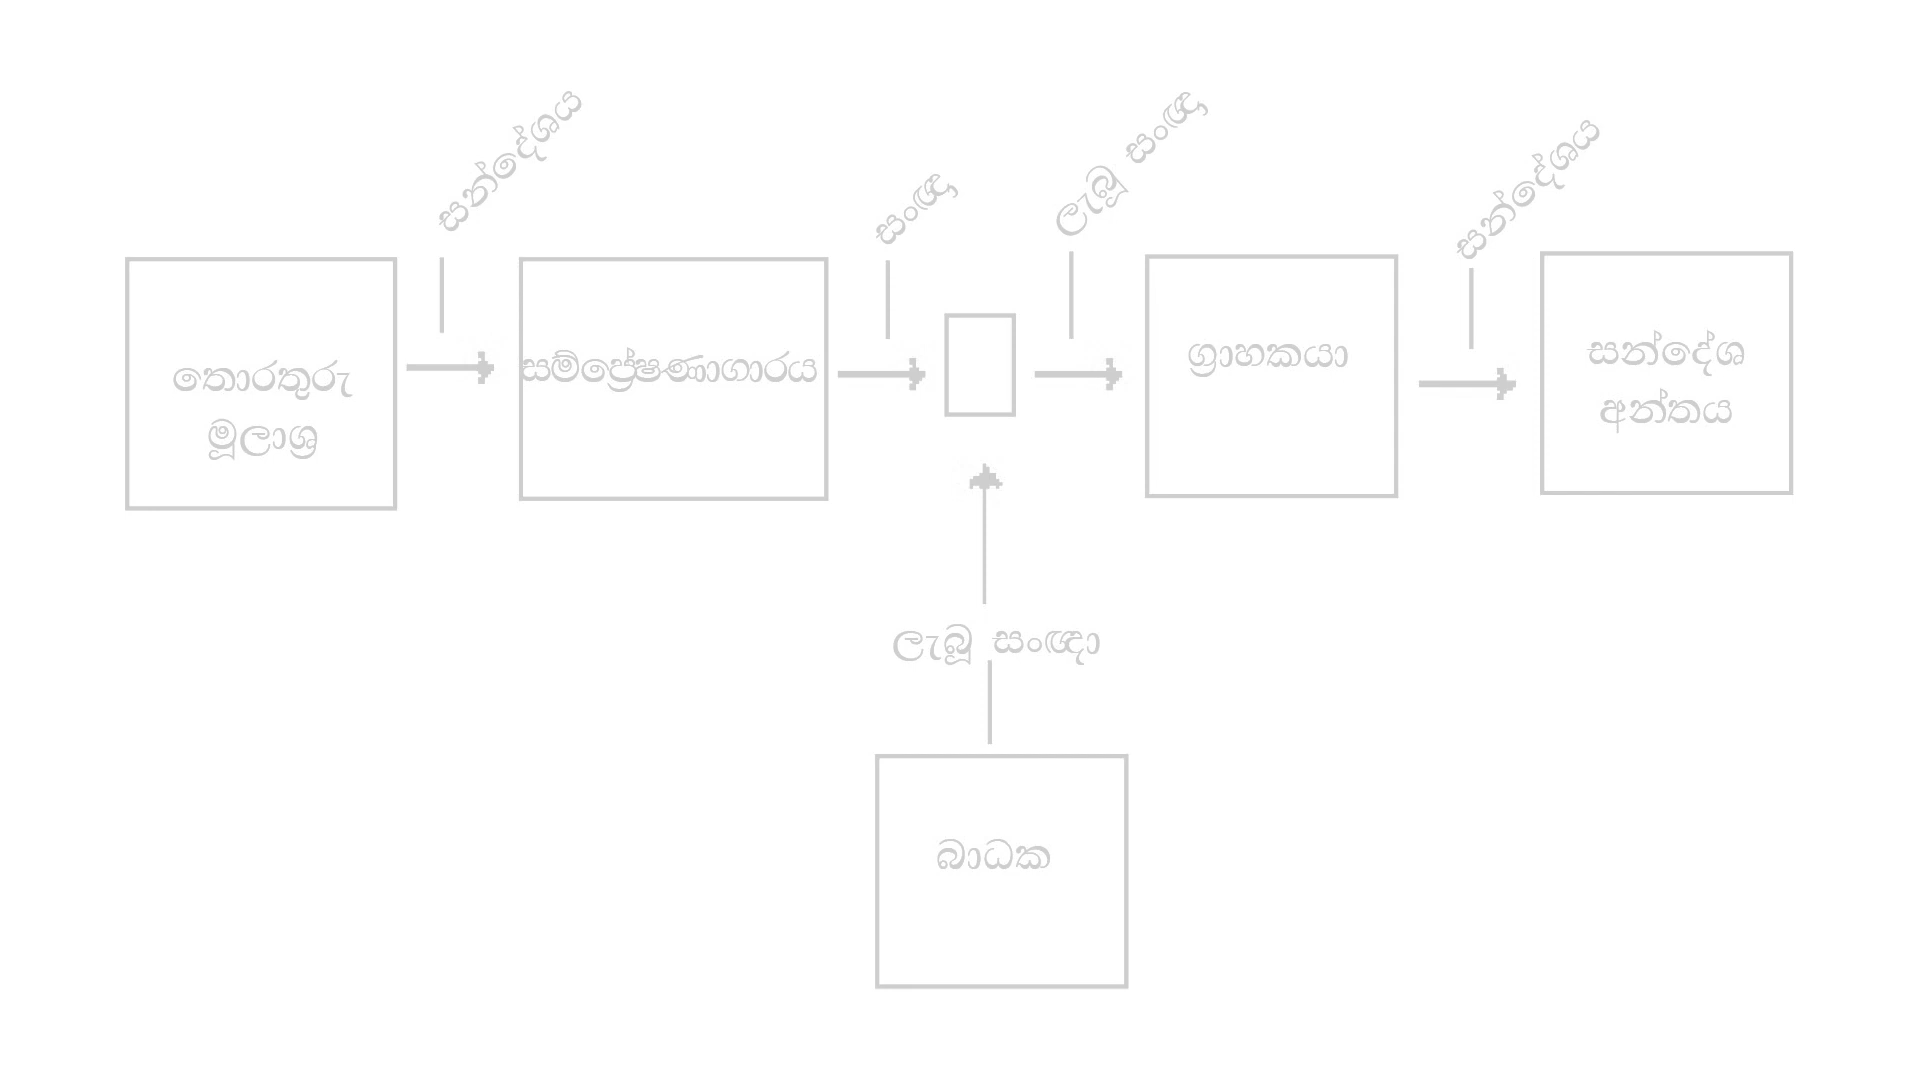 සන්දේශය
සංඥා
ලැබූ සංඥා
සන්දේශය
තොරතුරු
මූලාශ්‍ර
සම්ප්‍රේෂණාගාරය
ග්‍රාහකයා
සන්දේශ
අන්තය
ලැබූ සංඥා
බාධක